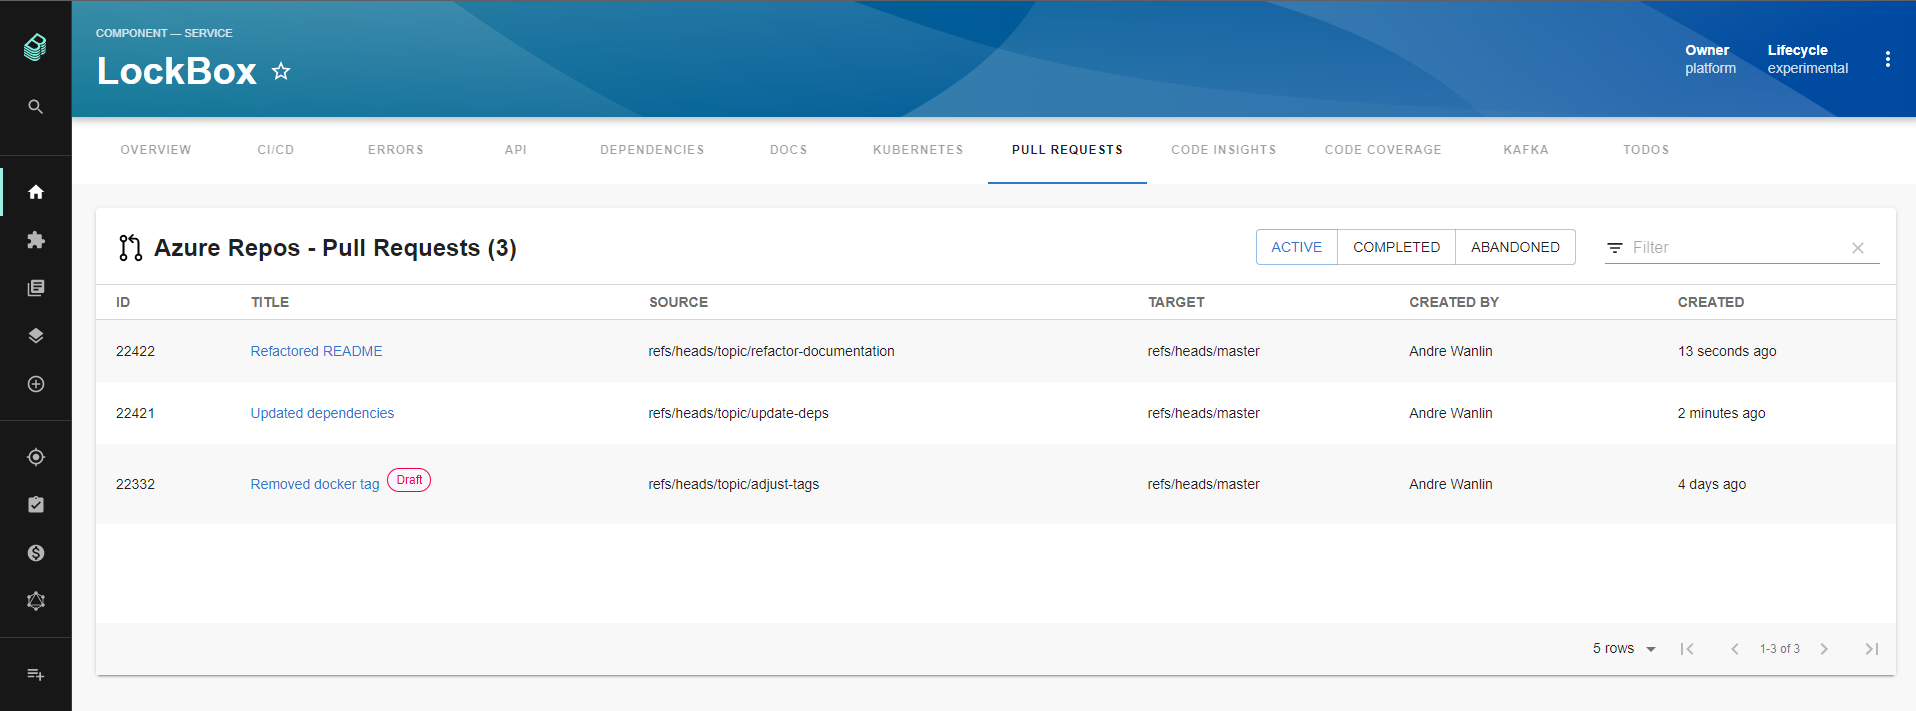 COMPONENT — SERVICE
LockBox
Owner
platform
Lifecycle
experimental
OVERVIEW CI/CD ERRORS API DEPENDENCIES DOCS KUBERNETES PULL REQUESTS CODE INSIGHTS CODE COVERAGE KAFKA TODOS
Azure Repos - Pull Requests (3) ACTIVE COMPLETED ABANDONED Filter
ID TITLE SOURCE TARGET CREATED BY CREATED
22422 Refactored README refs/heads/topic/refactor-documentation refs/heads/master Andre Wanlin 13 seconds ago
22421 Updated dependencies refs/heads/topic/update-deps refs/heads/master Andre Wanlin 2 minutes ago
22332 Removed docker tag Draft refs/heads/topic/adjust-tags refs/heads/master Andre Wanlin 4 days ago
5 rows 1-3 of 3